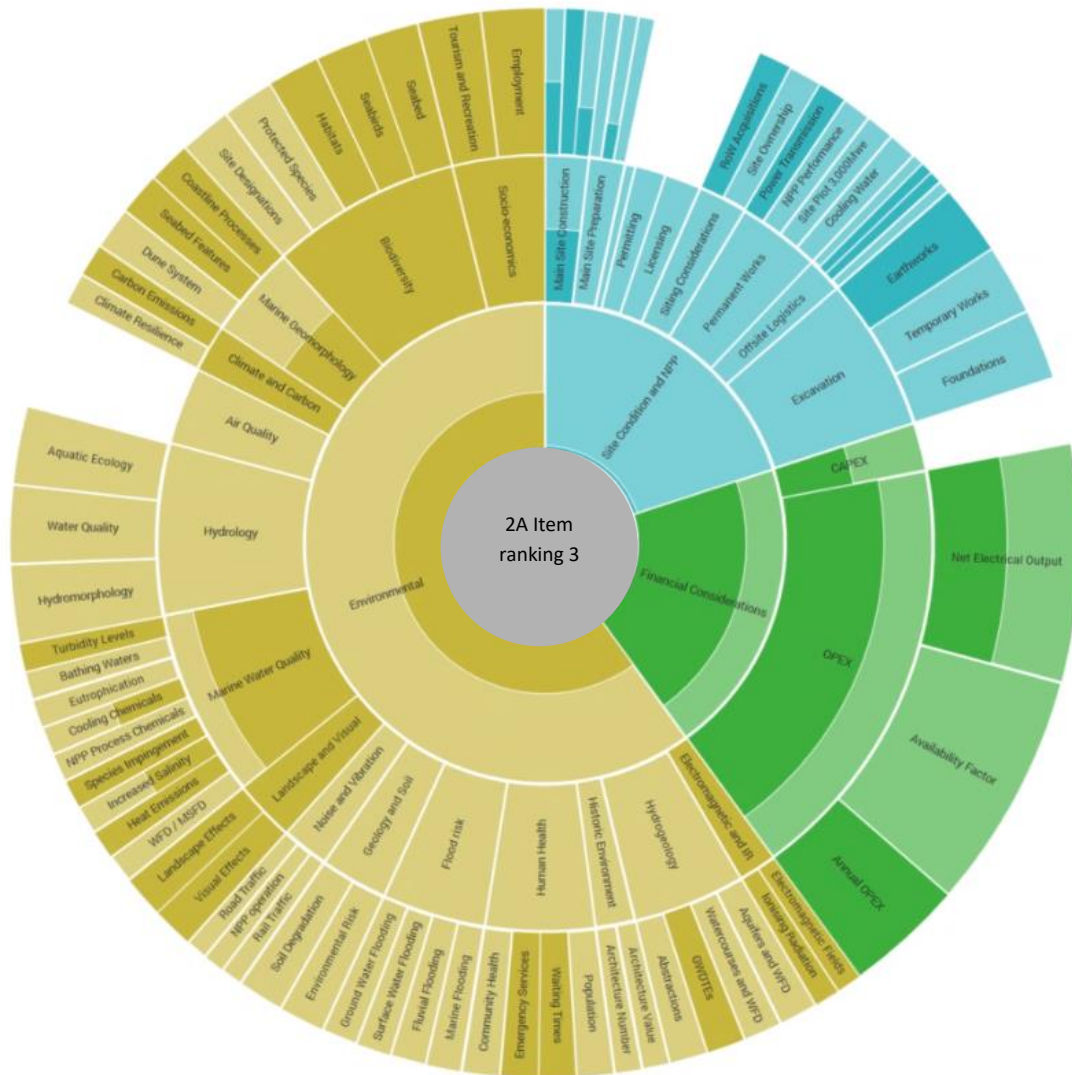 2A Item
ranking 3
Site Condition and NPP
Financial Considerations
Environmental
Main Site Construction
Main Site Preparation
Permitting
Licensing
Siting Considerations
Permanent Works
Offsite Logistics
Excavation
CAPEX
OPEX
Electromagnetic and IR
Hydrogeology
Historic Environment
Human Health
Flood risk
Geology and Soil
Noise and Vibration
Landscape and Visual
Marine Water Quality
Hydrology
Air Quality
Climate and Carbon
Marine Geomorphology
Biodiversity
Socio-economics
RoW Acquisitions
Site Ownership
Power Transmission
NPP Performance
Site Plot 3,000Mwe
Cooling Water
Earthworks
Temporary Works
Foundations
Net Electrical Output
Availability Factor
Annual OPEX
Electromagnetic Fields
Ionising Radiation
Aquifers and WFD
Watercourses and WFD
GWDTEs
Abstractions
Architecture Value
Architecture Number
Population
Waiting Times
Emergency Services
Community Health
Marine Flooding
Fluvial Flooding
Surface Water Flooding
Ground Water Flooding
Environmental Risk
Soil Degradation
Rail Traffic
NPP operation
Road Traffic
Visual Effects
Landscape Effects
WFD / MSFD
Heat Emissions
Increased Salinity
Species Impingement
NPP Process Chemicals
Cooling Chemicals
Eutrophication
Bathing Waters
Turbidity Levels
Hydromorphology
Water Quality
Aquatic Ecology
Climate Resilience
Carbon Emissions
Dune System
Seabed Features
Coastline Processes
Site Designations
Protected Species
Habitats
Seabirds
Seabed
Tourism and Recreation
Employment